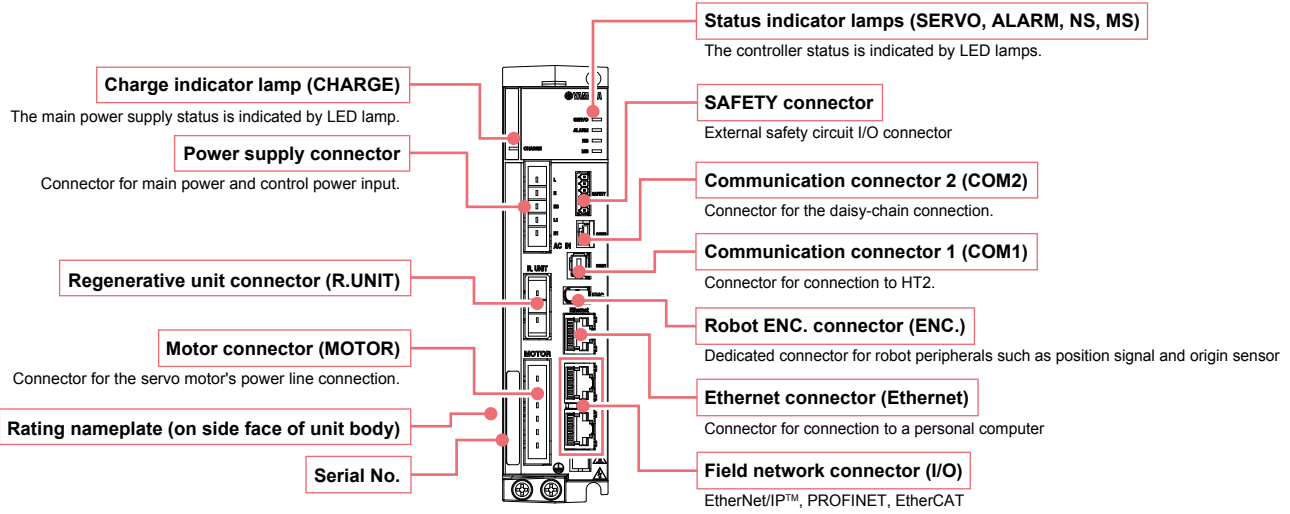 Status indicator lamps (SERVO, ALARM, NS, MS)
The controller status is indicated by LED lamps.
Charge indicator lamp (CHARGE)
The main power supply status is indicated by LED lamp.
SAFETY connector
External safety circuit I/O connector
Power supply connector
Connector for main power and control power input.
Communication connector 2 (COM2)
Connector for the daisy-chain connection.
Communication connector 1 (COM1)
Connector for connection to HT2.
Regenerative unit connector (R.UNIT)
Robot ENC. connector (ENC.)
Dedicated connector for robot peripherals such as position signal and origin sensor
Motor connector (MOTOR)
Connector for the servo motor's power line connection.
Ethernet connector (Ethernet)
Connector for connection to a personal computer
Rating nameplate (on side face of unit body)
Serial No.
Field network connector (I/O)
EtherNet/IP™, PROFINET, EtherCAT
SERVO
ALARM
NS
MS
CHARGE
SAFETY
AC IN
R. UNIT
Ethernet
MOTOR